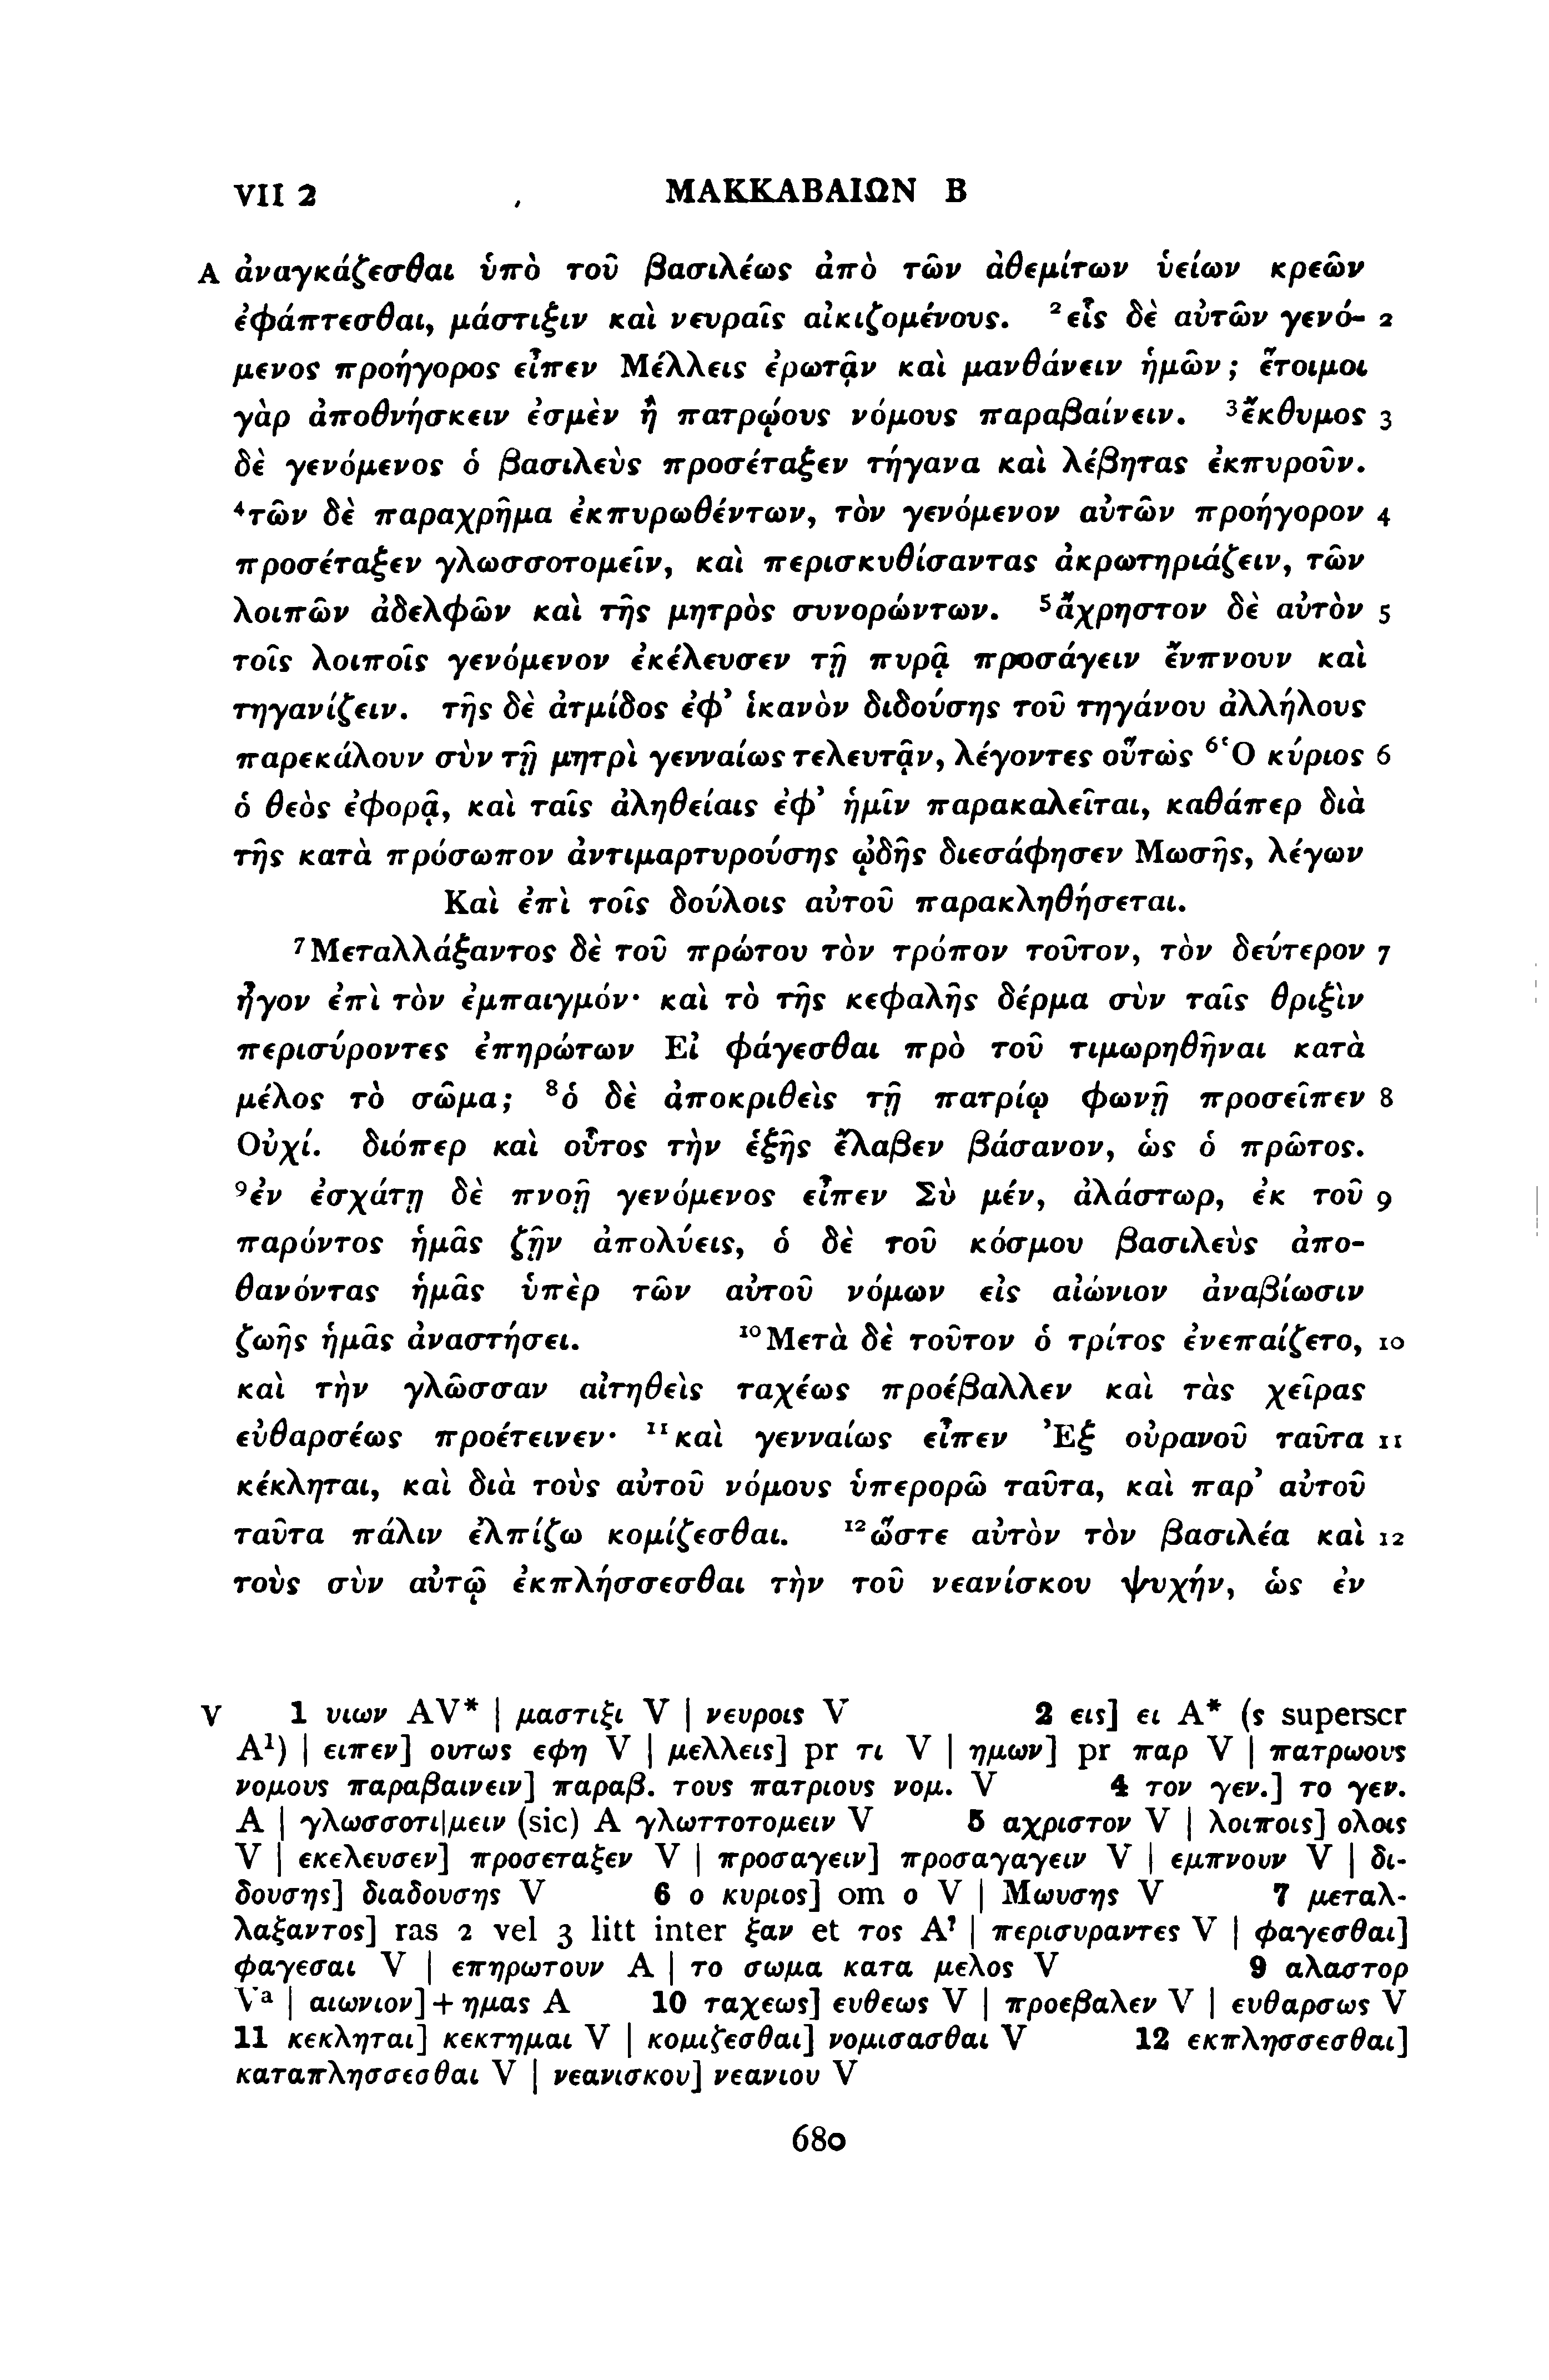 VII 2 ΜΑΚΚΑΒΑΙΩΝ Β
A ἀναγκάζεσθαι ὑπὸ τοῦ βασιλέως ἀπὸ τῶν ἀθεμίτων ὑείων κρεῶν
ἐφάπτεσθαι, μάστιξιν καὶ νευραῖς αἰκιζομένους. ²εἷς δὲ αὐτῶν γενό- 2
μενος προήγορος εἶπεν Μέλλεις ἐρωτᾷν καὶ μανθάνειν ἡμῶν; ἕτοιμοι
γὰρ ἀποθνήσκειν ἐσμὲν ἢ πατρῴους νόμους παραβαίνειν. ³ἔκθυμος 3
δὲ γενόμενος ὁ βασιλεὺς προσέταξεν τήγανα καὶ λέβητας ἐκπυροῦν.
⁴τῶν δὲ παραχρῆμα ἐκπυρωθέντων, τὸν γενόμενον αὐτῶν προήγορον 4
προσέταξεν γλωσσοτομεῖν, καὶ περισκυθίσαντας ἀκρωτηριάζειν, τῶν
λοιπῶν ἀδελφῶν καὶ τῆς μητρὸς συνορώντων. ⁵ἄχρηστον δὲ αὐτὸν 5
τοῖς λοιποῖς γενόμενον ἐκέλευσεν τῇ πυρᾷ προσάγειν ἔνπνουν καὶ
τηγανίζειν. τῆς δὲ ἀτμίδος ἐφ’ ἱκανὸν διδούσης τοῦ τηγάνου ἀλλήλους
παρεκάλουν σὺν τῇ μητρὶ γενναίως τελευτᾷν, λέγοντες οὕτως ⁶Ὁ κύριος 6
ὁ θεὸς ἐφορᾷ, καὶ ταῖς ἀληθείαις ἐφ’ ἡμῖν παρακαλεῖται, καθάπερ διὰ
τῆς κατὰ πρόσωπον ἀντιμαρτυρούσης ᾠδῆς διεσάφησεν Μωσῆς, λέγων
Καὶ ἐπὶ τοῖς δούλοις αὐτοῦ παρακληθήσεται.
⁷Μεταλλάξαντος δὲ τοῦ πρώτου τὸν τρόπον τοῦτον, τὸν δεύτερον 7
ἦγον ἐπὶ τὸν ἐμπαιγμόν· καὶ τὸ τῆς κεφαλῆς δέρμα σὺν ταῖς θριξὶν
περισύροντες ἐπηρώτων Εἰ φάγεσθαι πρὸ τοῦ τιμωρηθῆναι κατὰ
μέλος τὸ σῶμα; ⁸ὁ δὲ ἀποκριθεὶς τῇ πατρίῳ φωνῇ προσεῖπεν 8
Οὐχί. διόπερ καὶ οὗτος τὴν ἑξῆς ἔλαβεν βάσανον, ὡς ὁ πρῶτος.
⁹ἐν ἐσχάτῃ δὲ πνοῇ γενόμενος εἶπεν Σὺ μέν, ἀλάστωρ, ἐκ τοῦ 9
παρόντος ἡμᾶς ζῇν ἀπολύεις, ὁ δὲ τοῦ κόσμου βασιλεὺς ἀπο-
θανόντας ἡμᾶς ὑπὲρ τῶν αὐτοῦ νόμων εἰς αἰώνιον ἀναβίωσιν
ζωῆς ἡμᾶς ἀναστήσει. ¹⁰Μετὰ δὲ τοῦτον ὁ τρίτος ἐνεπαίζετο, 10
καὶ τὴν γλῶσσαν αἰτηθεὶς ταχέως προέβαλλεν καὶ τὰς χεῖρας
εὐθαρσέως προέτεινεν· ¹¹καὶ γενναίως εἶπεν Ἐξ οὐρανοῦ ταῦτα 11
κέκληται, καὶ διὰ τοὺς αὐτοῦ νόμους ὑπερορῶ ταῦτα, καὶ παρ’ αὐτοῦ
ταῦτα πάλιν ἐλπίζω κομίζεσθαι. ¹²ὥστε αὐτὸν τὸν βασιλέα καὶ 12
τοὺς σὺν αὐτῷ ἐκπλήσσεσθαι τὴν τοῦ νεανίσκου ψυχήν, ὡς ἐν
V 1 υιων AV* | μαστιξι V | νευροις V 2 εις] ει A* (ς superscr
A¹) | ειπεν] ουτως εφη V | μελλεις] pr τι V | ημων] pr παρ V | πατρωους
νομους παραβαινειν] παραβ. τους πατριους νομ. V 4 τον γεν.] το γεν.
A | γλωσσοτι|μειν (sic) A γλωττοτομειν V 5 αχριστον V | λοιποις] ολοις
V | εκελευσεν] προσεταξεν V | προσαγειν] προσαγαγειν V | εμπνουν V | δι-
δουσης] διαδουσης V 6 ο κυριος] om ο V | Μωυσης V 7 μεταλ-
λαξαντος] ras 2 vel 3 litt inter ξαν et τος A? | περισυραντες V | φαγεσθαι]
φαγεσαι V | επηρωτουν A | το σωμα κατα μελος V 9 αλαστορ
Vᵃ | αιωνιον]+ημας A 10 ταχεως] ευθεως V | προεβαλεν V | ευθαρσως V
11 κεκληται] κεκτημαι V | κομιζεσθαι] νομισασθαι V 12 εκπλησσεσθαι]
καταπλησσεσθαι V | νεανισκου] νεανιου V
680